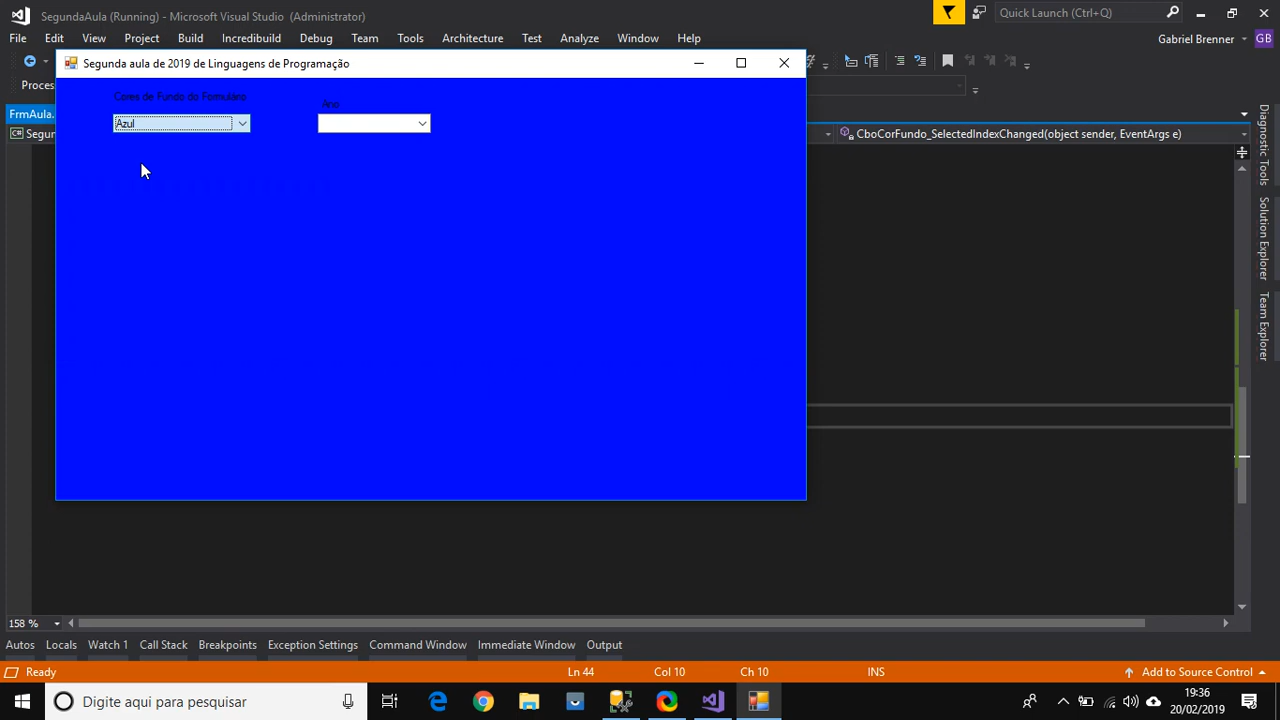 SegundaAula (Running) - Microsoft Visual Studio (Administrator)
Quick Launch (Ctrl+Q)
File Edit View Project Build Incredibuild Debug Team Tools Architecture Test Analyze Window Help
Gabriel Brenner GB
Segunda aula de 2019 de Linguagens de Programação
Proces
Cores de Fundo do Formulário
Ano
FrmAula.
Azul
Segun
CboCorFundo_SelectedIndexChanged(object sender, EventArgs e)
Diagnostic Tools
Solution Explorer
Team Explorer
158 %
Autos Locals Watch 1 Call Stack Breakpoints Exception Settings Command Window Immediate Window Output
Ready
Ln 44 Col 10 Ch 10 INS
Add to Source Control
Digite aqui para pesquisar
19:36
20/02/2019